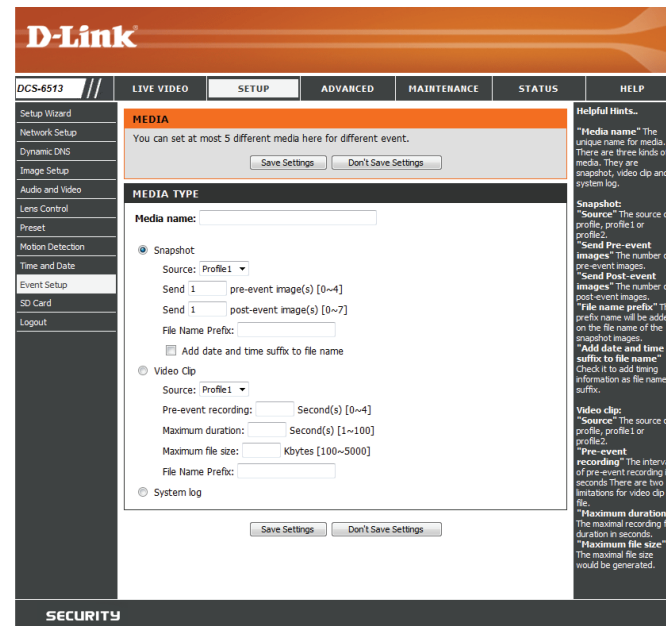 D-Link
DCS-6513
LIVE VIDEO
SETUP
ADVANCED
MAINTENANCE
STATUS
HELP
Setup Wizard
Network Setup
Dynamic DNS
Image Setup
Audio and Video
Lens Control
Preset
Motion Detection
Time and Date
Event Setup
SD Card
Logout
MEDIA
You can set at most 5 different media here for different event.
Save Settings
Don't Save Settings
MEDIA TYPE
Media name:
Snapshot
Source: Profile1
Send 1 pre-event image(s) [0~4]
Send 1 post-event image(s) [0~7]
File Name Prefix:
Add date and time suffix to file name
Video Clip
Source: Profile1
Pre-event recording: Second(s) [0~4]
Maximum duration: Second(s) [1~100]
Maximum file size: Kbytes [100~5000]
File Name Prefix:
System log
Save Settings
Don't Save Settings
Helpful Hints..
"Media name" The
unique name for media.
There are three kinds
media. They are
snapshot, video clip and
system log.
Snapshot:
"Source" The source
profile, profile1 or
profile2.
"Send Pre-event
images" The number
pre-event images.
"Send Post-event
images" The number
post-event images.
"File name prefix"
prefix name will be
on the file name of the
snapshot images.
"Add date and time
suffix to file name"
Check it to add timing
information as file name
suffix.
Video clip:
"Source" The source
profile, profile1 or
profile2.
"Pre-event
recording" The
of pre-event recording
seconds There are two
limitations for video clip
file.
"Maximum duration
The maximal recording
duration in seconds.
"Maximum file size"
The maximal file size
would be generated.
SECURITY